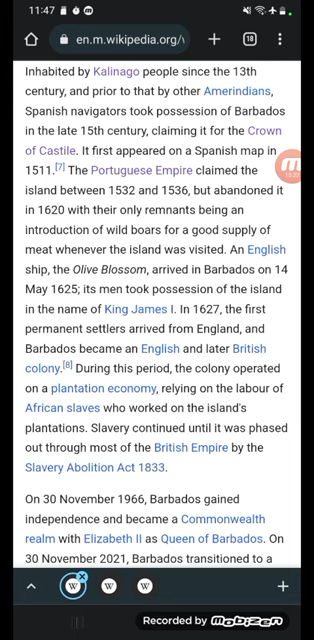 11:47
en.m.wikipedia.org/
18
Inhabited by Kalinago people since the 13th
century, and prior to that by other Amerindians,
Spanish navigators took possession of Barbados
in the late 15th century, claiming it for the Crown
of Castile. It first appeared on a Spanish map in
1511.[7] The Portuguese Empire claimed the
island between 1532 and 1536, but abandoned it
in 1620 with their only remnants being an
introduction of wild boars for a good supply of
meat whenever the island was visited. An English
ship, the Olive Blossom, arrived in Barbados on 14
May 1625; its men took possession of the island
in the name of King James I. In 1627, the first
permanent settlers arrived from England, and
Barbados became an English and later British
colony.[8] During this period, the colony operated
on a plantation economy, relying on the labour of
African slaves who worked on the island's
plantations. Slavery continued until it was phased
out through most of the British Empire by the
Slavery Abolition Act 1833.
On 30 November 1966, Barbados gained
independence and became a Commonwealth
realm with Elizabeth II as Queen of Barbados. On
30 November 2021, Barbados transitioned to a
W W W
Recorded by Mobizen